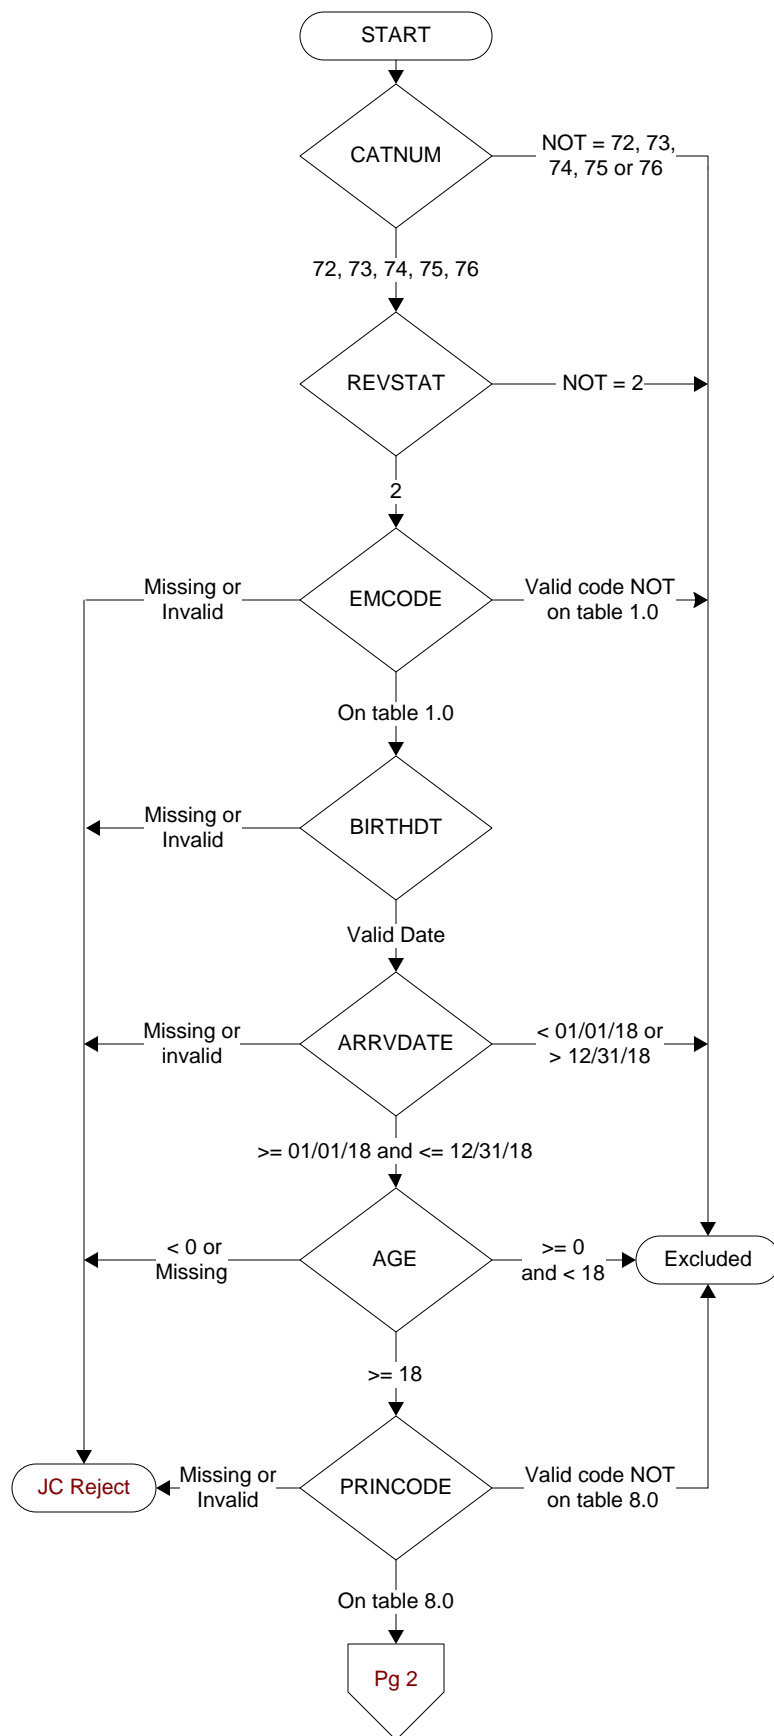 START
CATNUM
NOT = 72, 73,
74, 75 or 76
72, 73, 74, 75, 76
REVSTAT
NOT = 2
2
Missing or
Invalid
EMCODE
Valid code NOT
on table 1.0
On table 1.0
Missing or
Invalid
BIRTHDT
Valid Date
Missing or
invalid
ARRVDATE
< 01/01/18 or
> 12/31/18
>= 01/01/18 and <= 12/31/18
< 0 or
Missing
AGE
>= 0
and < 18
Excluded
>= 18
JC Reject
Missing or
Invalid
PRINCODE
Valid code NOT
on table 8.0
On table 8.0
Pg 2